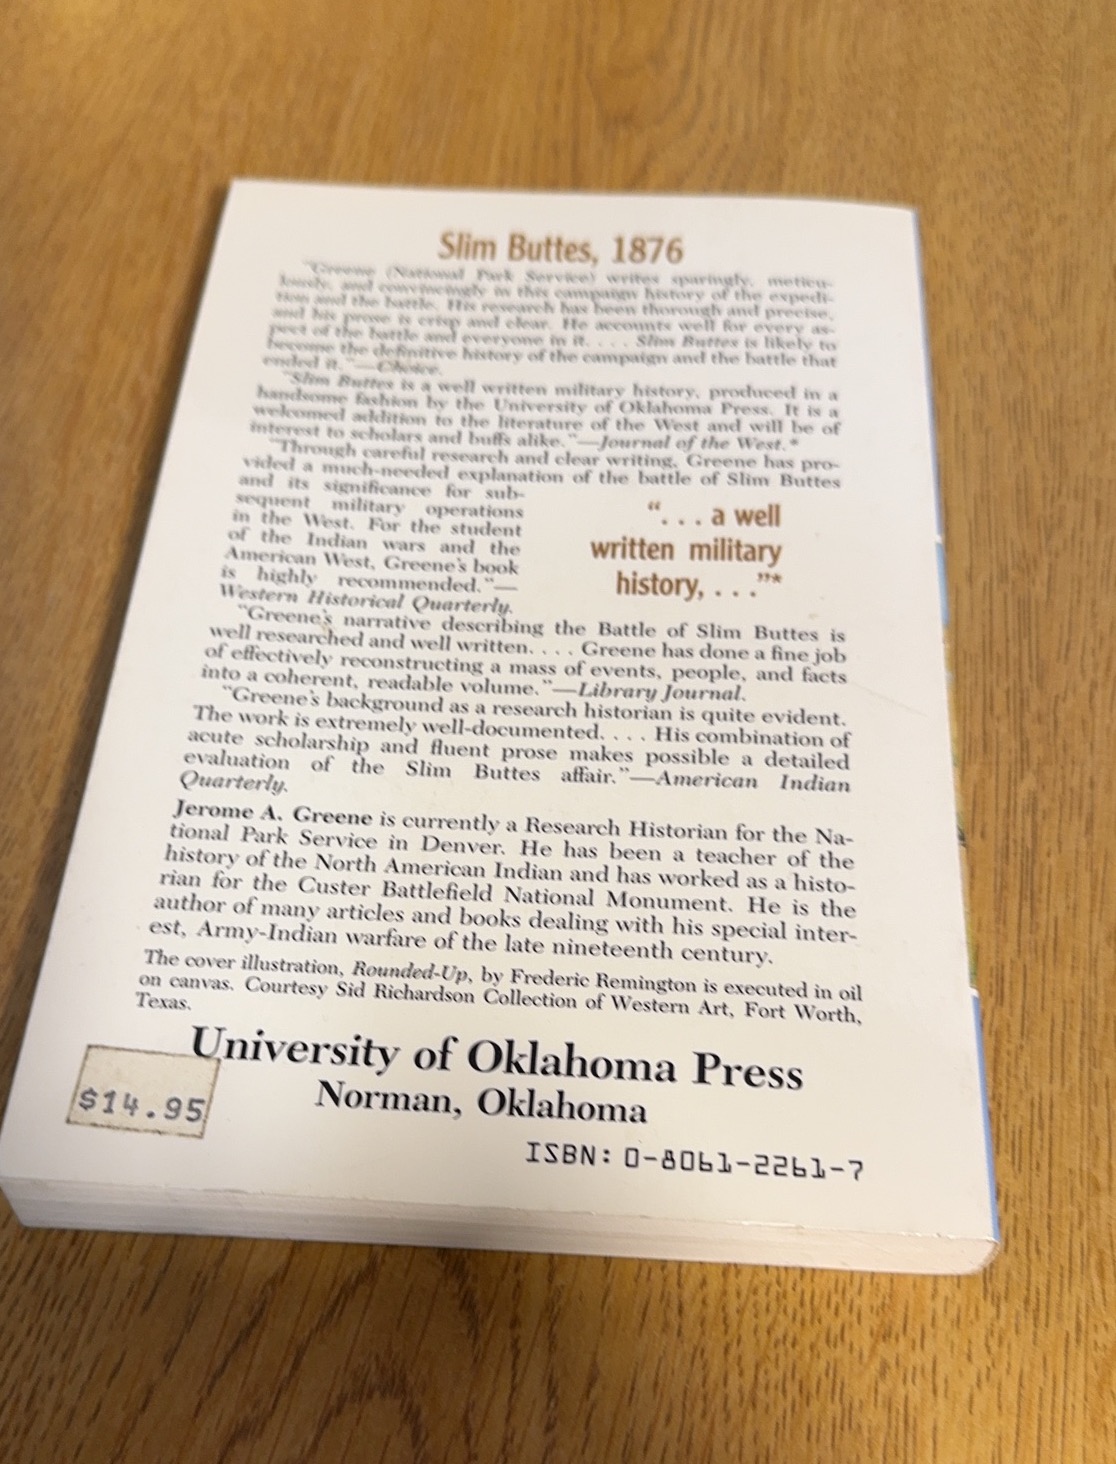 Slim Buttes, 1876
"Greene (National Park Service) writes sparingly, meticu-
lously, and convincingly in this campaign history of the expedi-
tion and the battle. His research has been thorough and precise,
and his prose is crisp and clear. He accounts well for every as-
pect of the battle and everyone in it. . . . Slim Buttes is likely to
become the definitive history of the campaign and the battle that
ended it."—Choice.
"Slim Buttes is a well written military history, produced in a
handsome fashion by the University of Oklahoma Press. It is a
welcomed addition to the literature of the West and will be of
interest to scholars and buffs alike."—Journal of the West.*
"Through careful research and clear writing, Greene has pro-
vided a much-needed explanation of the battle of Slim Buttes
and its significance for sub-
sequent military operations
in the West. For the student
of the Indian wars and the
American West, Greene's book
is highly recommended."—
Western Historical Quarterly.
". . . a well
written military
history, . . ."*
"Greene's narrative describing the Battle of Slim Buttes is
well researched and well written. . . . Greene has done a fine job
of effectively reconstructing a mass of events, people, and facts
into a coherent, readable volume."—Library Journal.
"Greene's background as a research historian is quite evident.
The work is extremely well-documented. . . . His combination of
acute scholarship and fluent prose makes possible a detailed
evaluation of the Slim Buttes affair."—American Indian
Quarterly.
Jerome A. Greene is currently a Research Historian for the Na-
tional Park Service in Denver. He has been a teacher of the
history of the North American Indian and has worked as a histo-
rian for the Custer Battlefield National Monument. He is the
author of many articles and books dealing with his special inter-
est, Army-Indian warfare of the late nineteenth century.
The cover illustration, Rounded-Up, by Frederic Remington is executed in oil
on canvas. Courtesy Sid Richardson Collection of Western Art, Fort Worth,
Texas.
University of Oklahoma Press
Norman, Oklahoma
$14.95
ISBN: 0-8061-2261-7